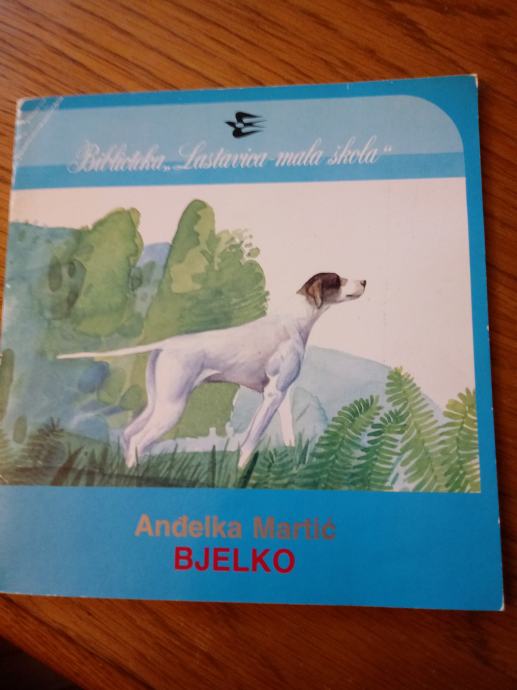 Biblioteka „Lastavica-mala škola“
Anđelka Martić
BJELKO